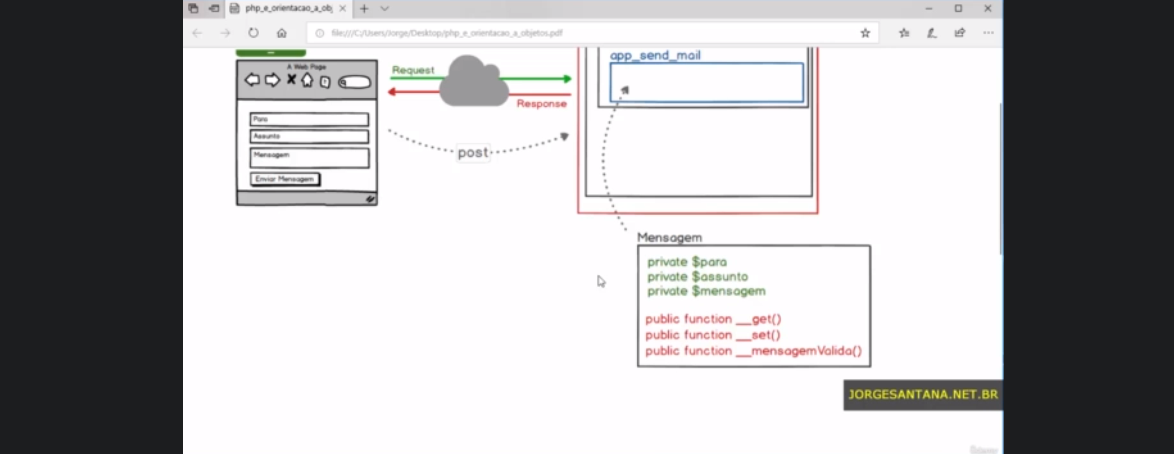 php_e_orientacao_a_obj
file:///C:/Users/Jorge/Desktop/php_e_orientacao_a_objetos.pdf
A Web Page
Para
Assunto
Mensagem
Enviar Mensagem
Request
Response
post
app_send_mail
Mensagem
private $para
private $assunto
private $mensagem
public function __get()
public function __set()
public function __mensagemValida()
JORGESANTANA.NET.BR
Udemy